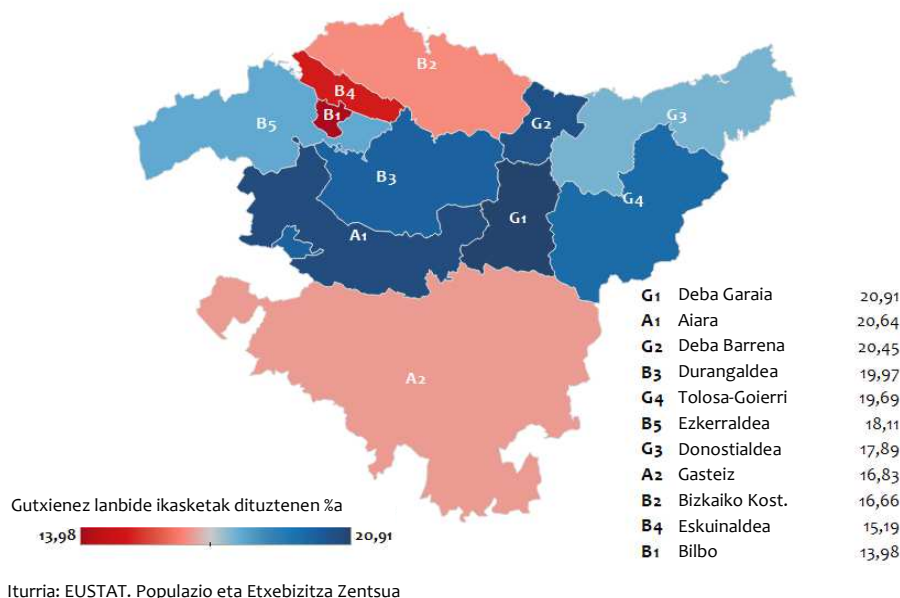 B2
B4
B1
B5
G2
G3
B3
G4
G1
A1
A2
G1 Deba Garaia 20,91
A1 Aiara 20,64
G2 Deba Barrena 20,45
B3 Durangaldea 19,97
G4 Tolosa-Goierri 19,69
B5 Ezkerraldea 18,11
G3 Donostialdea 17,89
A2 Gasteiz 16,83
B2 Bizkaiko Kost. 16,66
B4 Eskuinaldea 15,19
B1 Bilbo 13,98
Gutxienez lanbide ikasketak dituztenen %a
13,98 20,91
Iturria: EUSTAT. Populazio eta Etxebizitza Zentsua